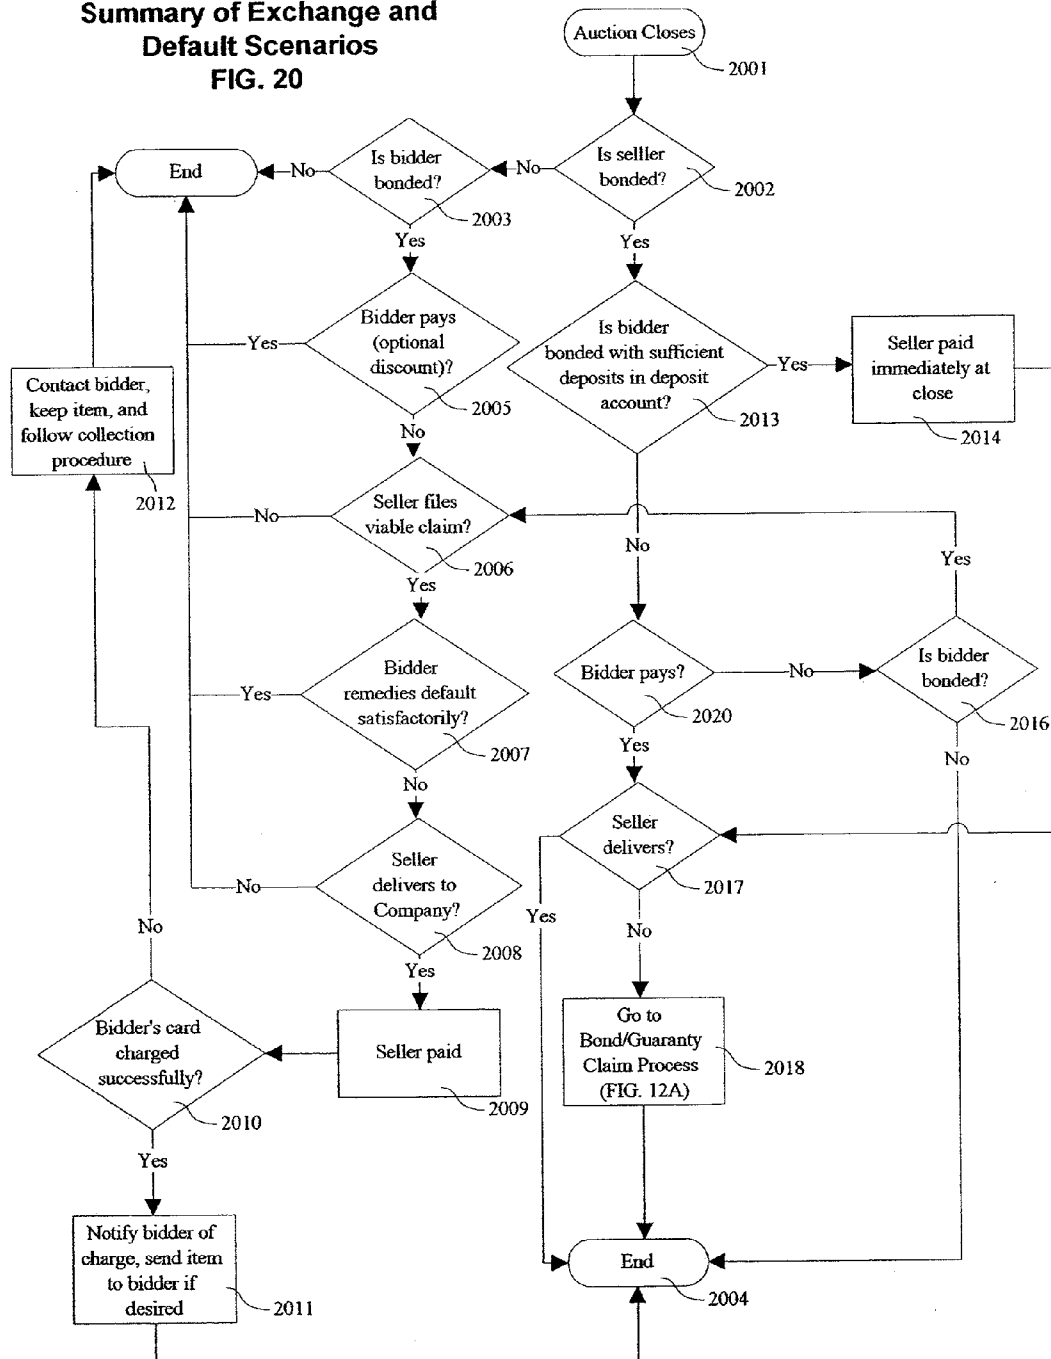 Summary of Exchange and
Default Scenarios
FIG. 20
Auction Closes
2001
Is selller
bonded?
2002
No
Is bidder
bonded?
2003
No
End
Yes
Yes
Bidder pays
(optional
discount)?
2005
Yes
Is bidder
bonded with sufficient
deposits in deposit
account?
2013
Yes
Seller paid
immediately at
close
2014
Contact bidder,
keep item, and
follow collection
procedure
2012
No
Seller files
viable claim?
2006
No
No
Yes
Yes
Bidder
remedies default
satisfactorily?
2007
Yes
Bidder pays?
2020
No
Is bidder
bonded?
2016
Yes
No
No
Seller
delivers to
Company?
2008
No
Seller
delivers?
2017
Yes
No
No
Yes
Bidder's card
charged
successfully?
2010
Seller paid
2009
Go to
Bond/Guaranty
Claim Process
(FIG. 12A)
2018
Yes
Notify bidder of
charge, send item
to bidder if
desired
2011
End
2004